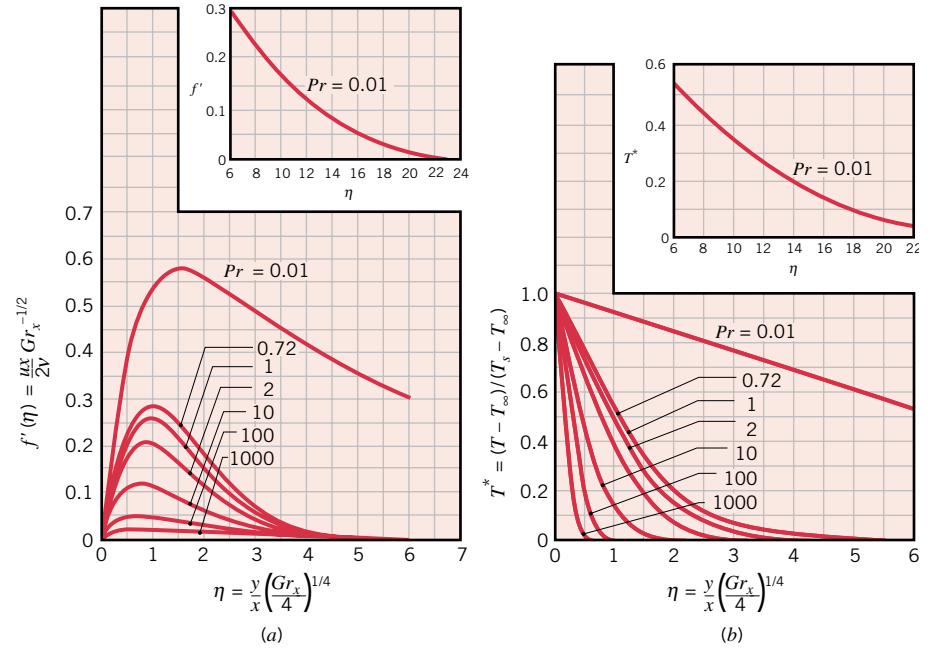 0.3
0.2
f'
0.1
0
Pr = 0.01
6 8 10 12 14 16 18 20 22 24
η
0.7
0.6
0.5
0.4
0.3
0.2
0.1
0
f' (η) = ux/2ν Gr_x^{-1/2}
Pr = 0.01
0.72
1
2
10
100
1000
0 1 2 3 4 5 6 7
η = y/x (Gr_x/4)^{1/4}
(a)
0.6
0.4
T*
0.2
0
Pr = 0.01
6 8 10 12 14 16 18 20 22
η
1.0
0.8
0.6
0.4
0.2
0
T* = (T − T∞)/(Ts − T∞)
Pr = 0.01
0.72
1
2
10
100
1000
0 1 2 3 4 5 6
η = y/x (Gr_x/4)^{1/4}
(b)